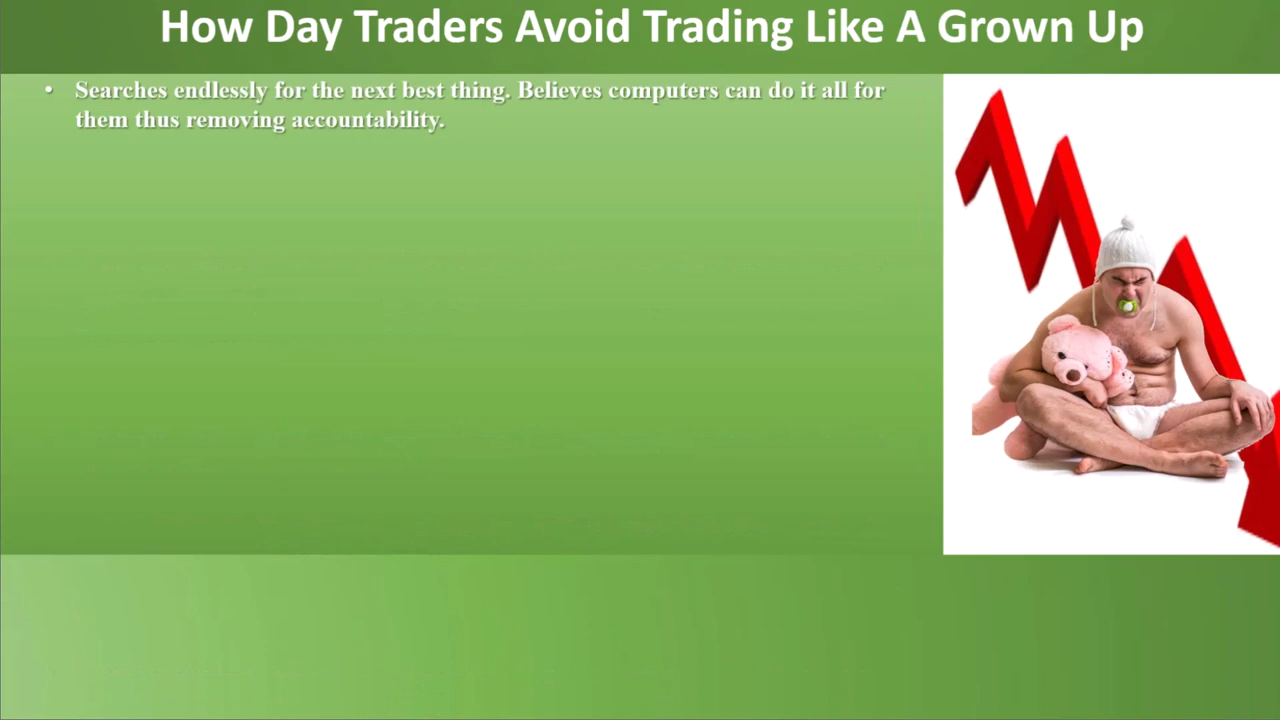 How Day Traders Avoid Trading Like A Grown Up
• Searches endlessly for the next best thing. Believes computers can do it all for
them thus removing accountability.